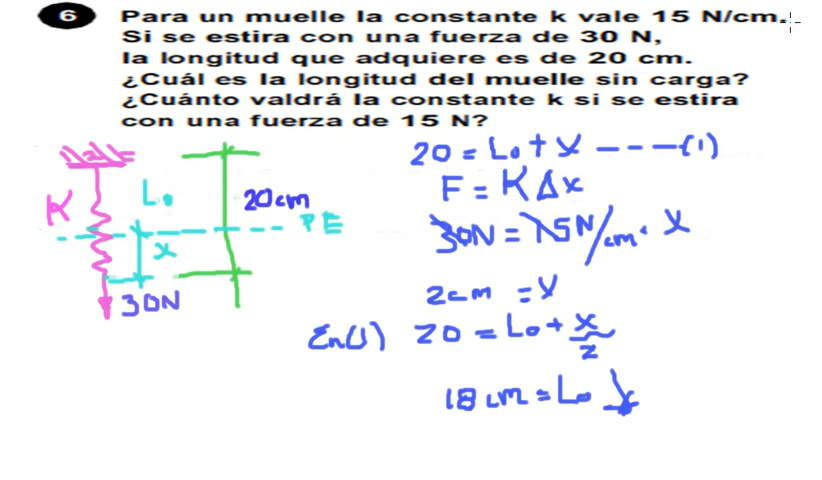 6 Para un muelle la constante k vale 15 N/cm.
Si se estira con una fuerza de 30 N,
la longitud que adquiere es de 20 cm.
¿Cuál es la longitud del muelle sin carga?
¿Cuánto valdrá la constante k si se estira
con una fuerza de 15 N?
20 = L₀ + x ----(1)
F = K Δx
30N = 15 N/cm · x
2cm = x
En(1) 20 = L₀ + x
2
18 cm = L₀
K
L₀
20cm
PE
x
30N